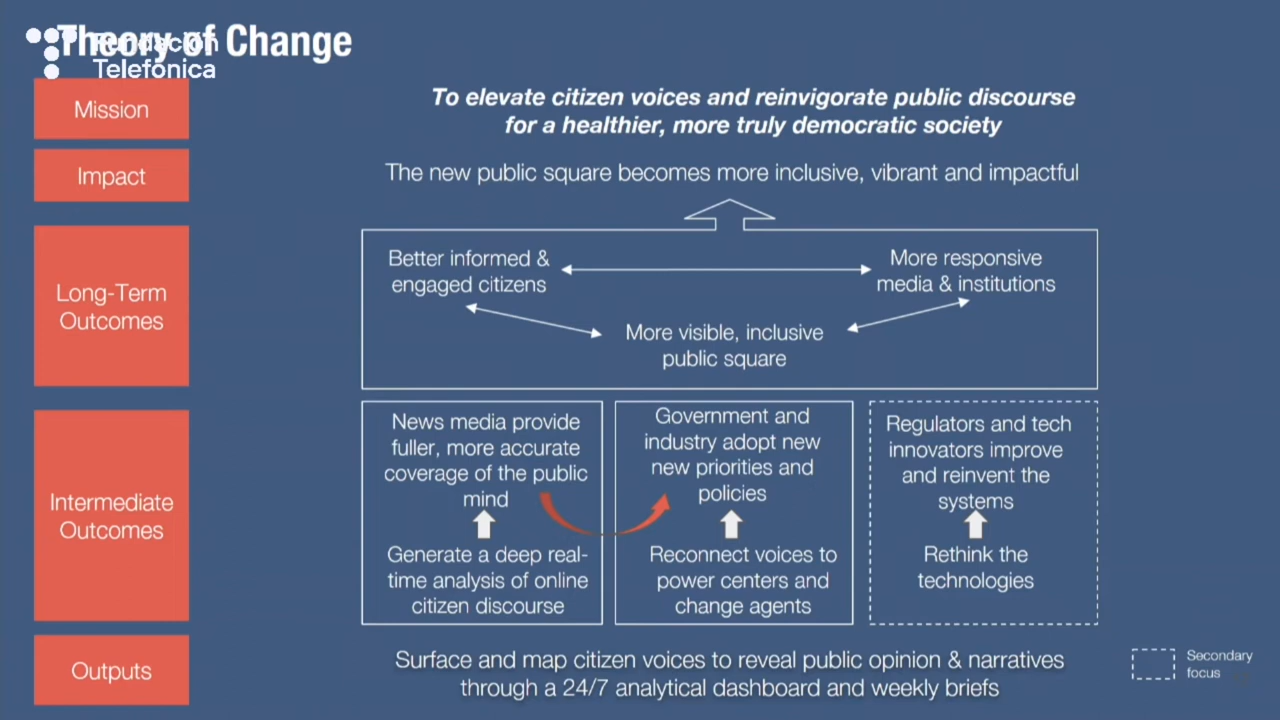 Theory of Change
Fundación
Telefónica
Mission
To elevate citizen voices and reinvigorate public discourse
for a healthier, more truly democratic society
Impact
The new public square becomes more inclusive, vibrant and impactful
Long-Term
Outcomes
Better informed &
engaged citizens
More responsive
media & institutions
More visible, inclusive
public square
Intermediate
Outcomes
News media provide
fuller, more accurate
coverage of the public
mind
Generate a deep real-
time analysis of online
citizen discourse
Government and
industry adopt new
new priorities and
policies
Reconnect voices to
power centers and
change agents
Regulators and tech
innovators improve
and reinvent the
systems
Rethink the
technologies
Outputs
Surface and map citizen voices to reveal public opinion & narratives
through a 24/7 analytical dashboard and weekly briefs
Secondary
focus